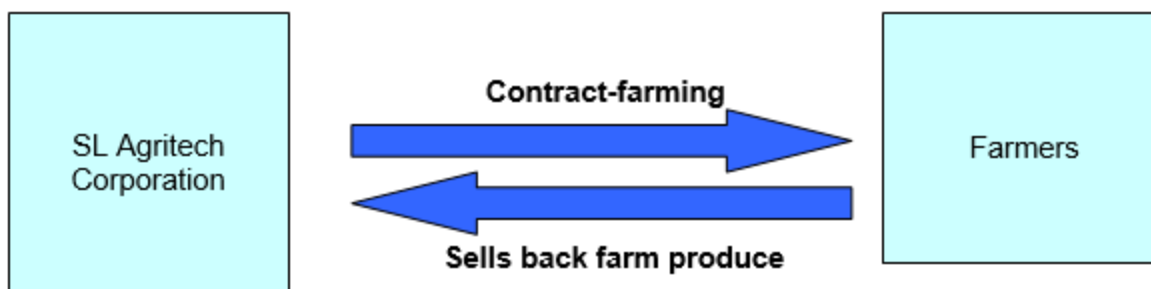 Contract-farming
SL Agritech
Corporation
Farmers
Sells back farm produce